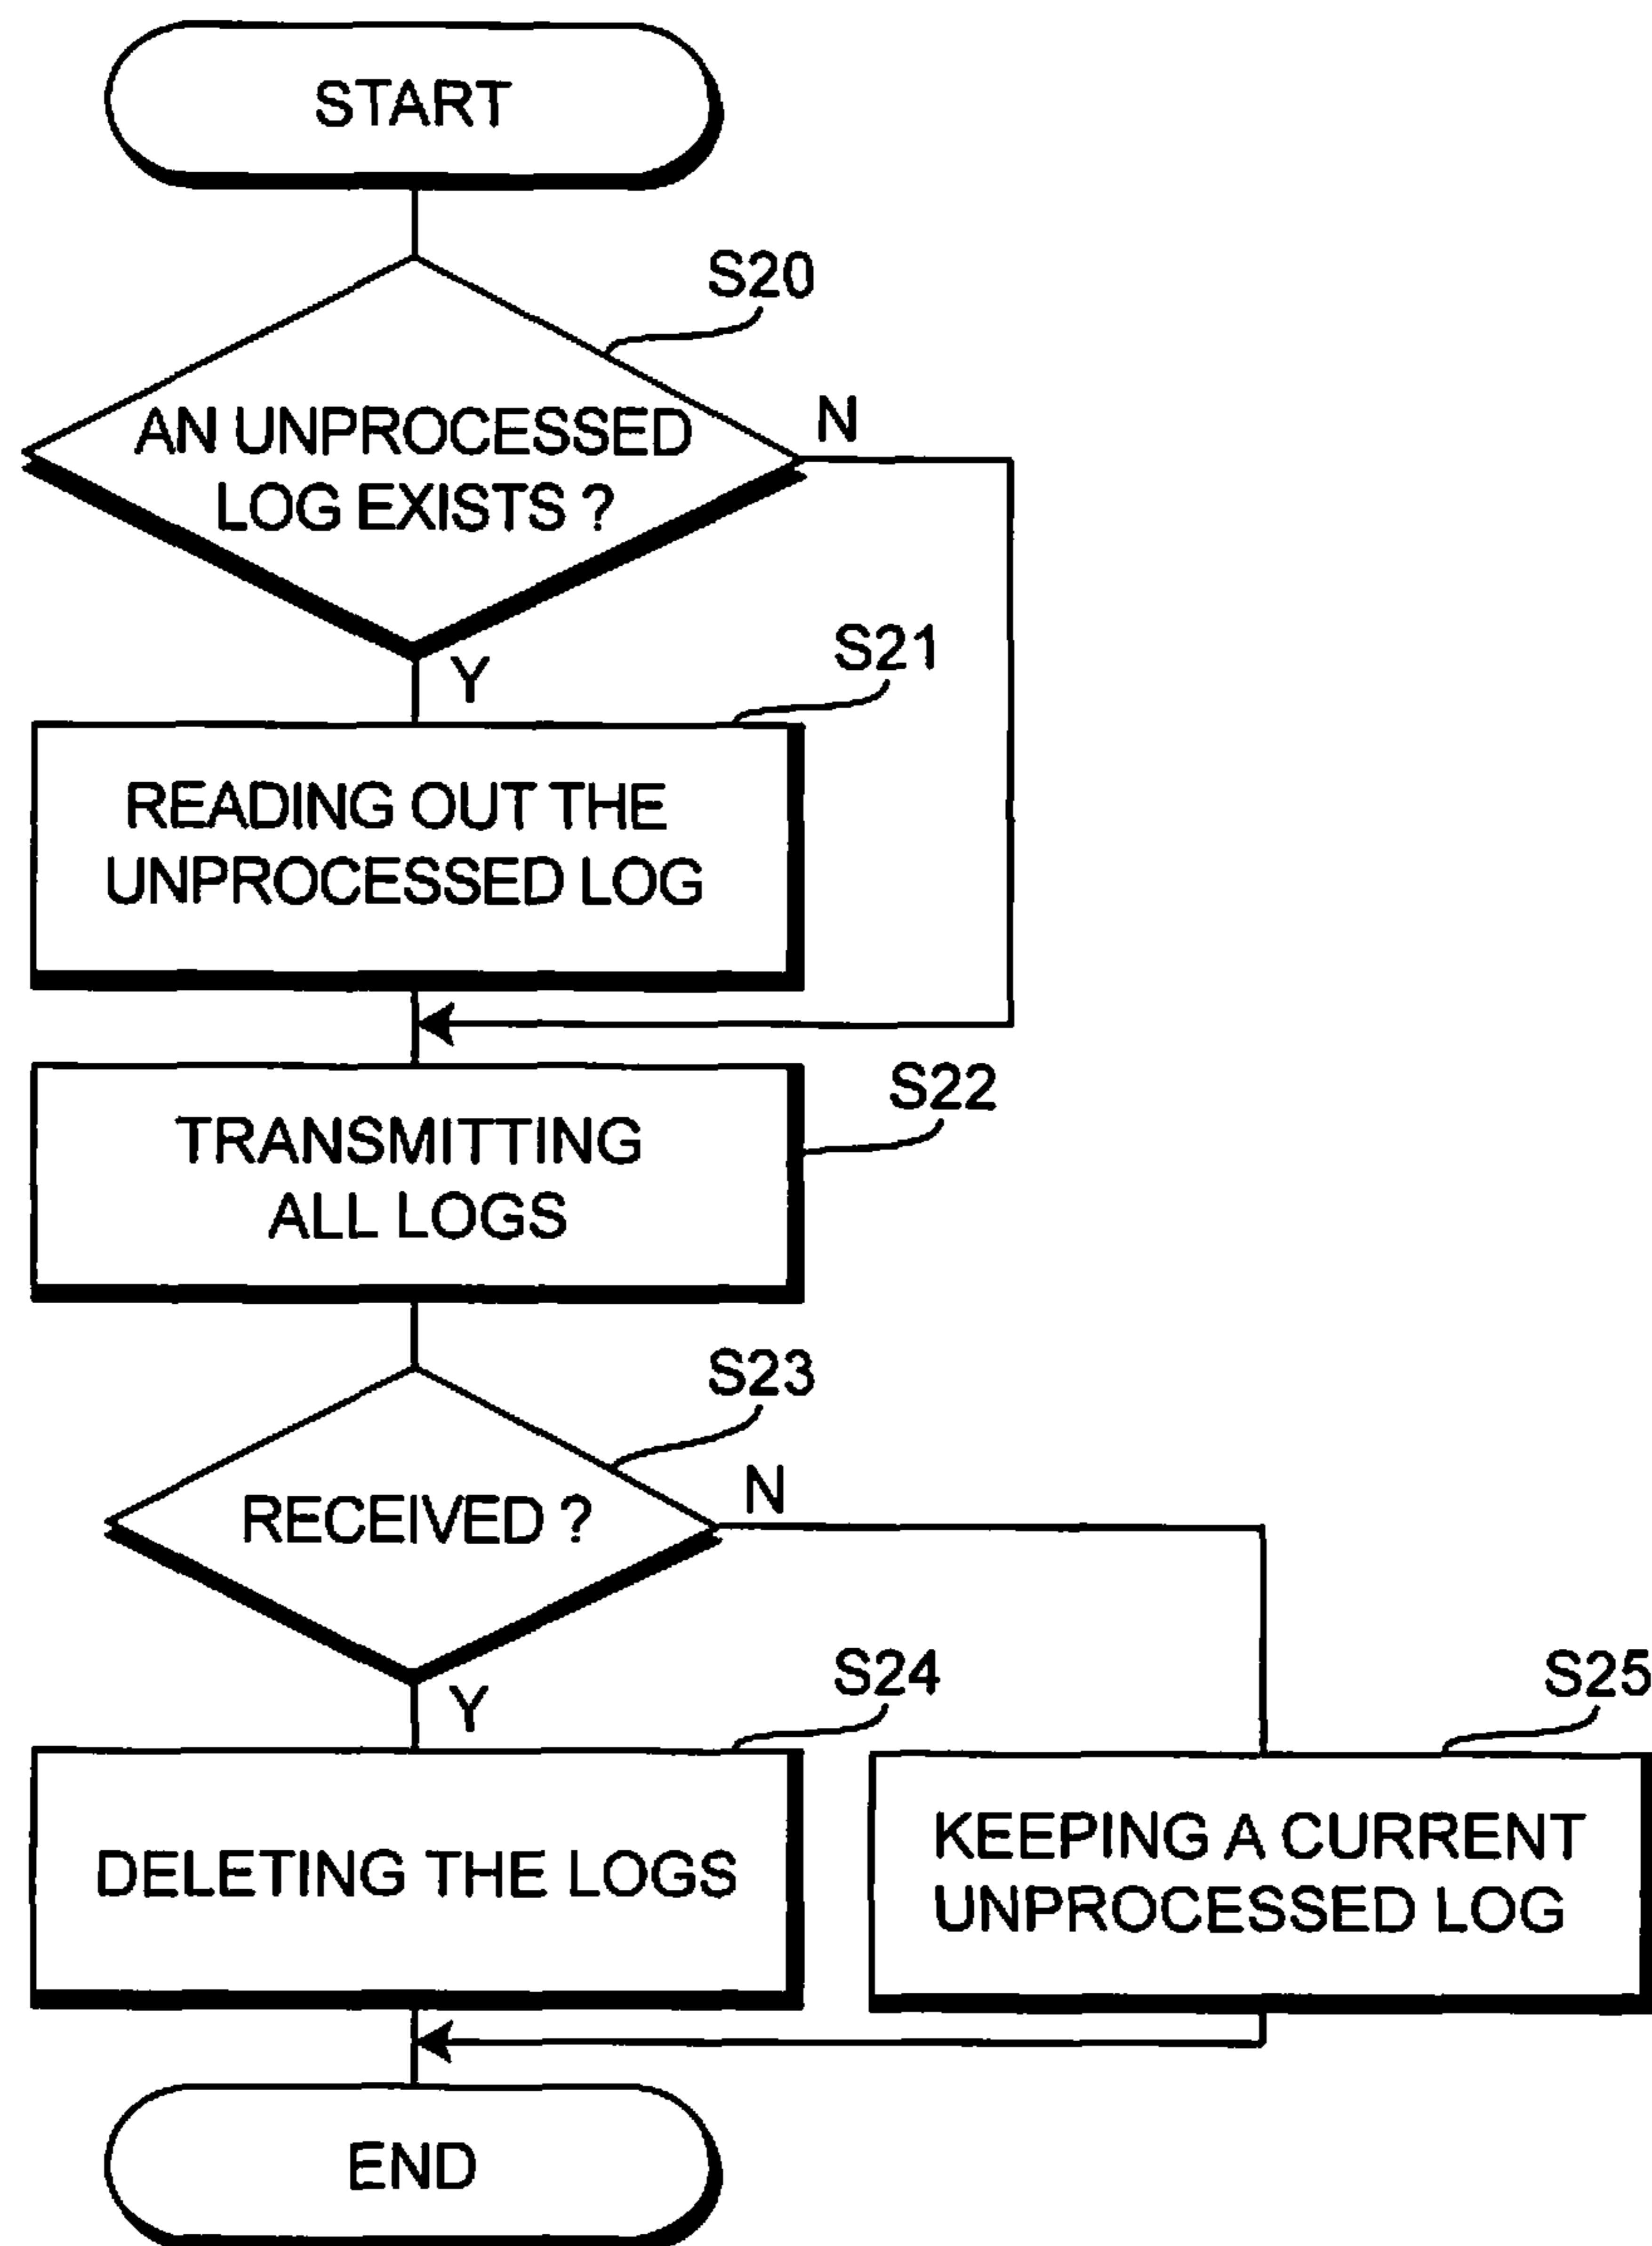 START
S20
AN UNPROCESSED
LOG EXISTS ?
N
Y
S21
READING OUT THE
UNPROCESSED LOG
S22
TRANSMITTING
ALL LOGS
S23
RECEIVED ?
N
Y
S24
DELETING THE LOGS
S25
KEEPING A CURRENT
UNPROCESSED LOG
END